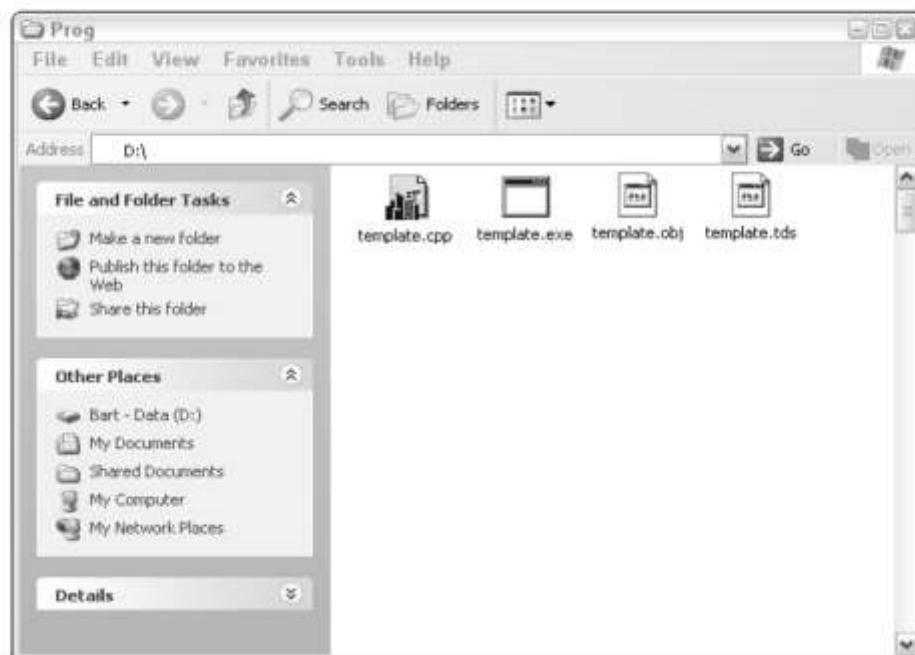 Prog
File Edit View Favorites Tools Help
Back Search Folders
Address D:\ Go Open
File and Folder Tasks
Make a new folder
Publish this folder to the
Web
Share this folder
Other Places
Bart - Data (D:)
My Documents
Shared Documents
My Computer
My Network Places
Details
template.cpp template.exe template.obj template.tds